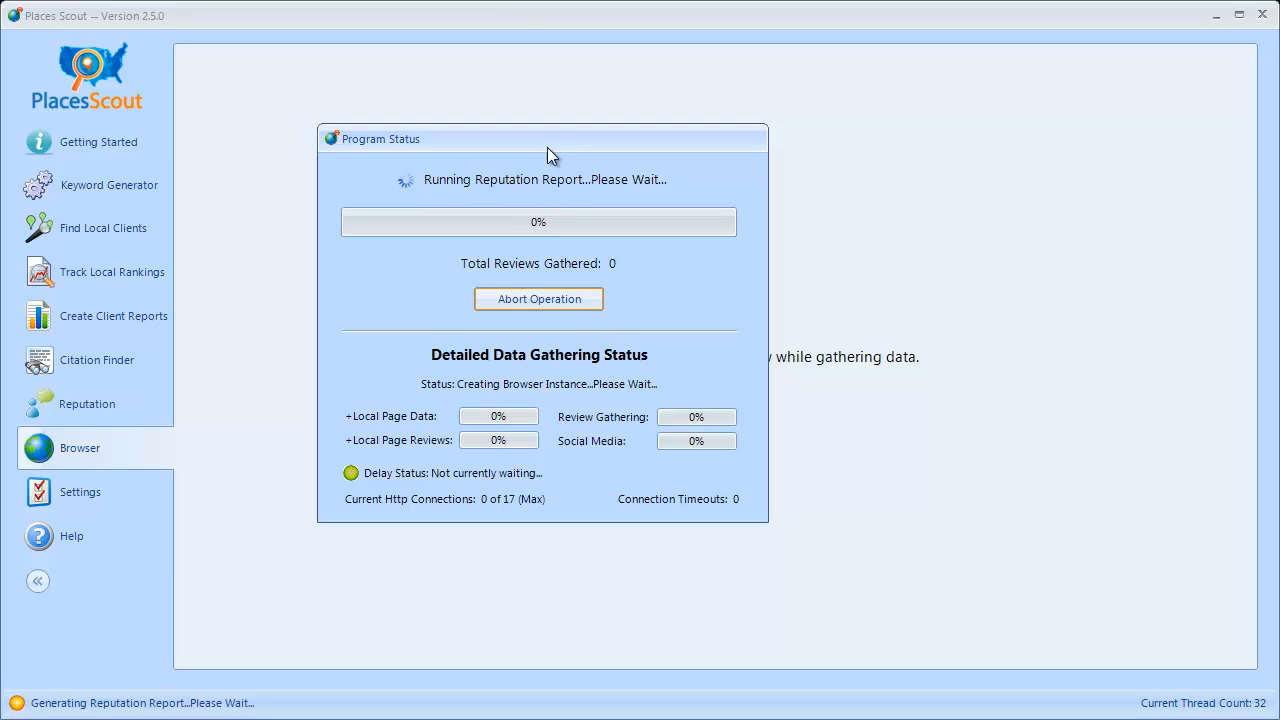 Places Scout -- Version 2.5.0
PlacesScout
Getting Started
Keyword Generator
Find Local Clients
Track Local Rankings
Create Client Reports
Citation Finder
Reputation
Browser
Settings
Help
Program Status
Running Reputation Report...Please Wait...
0%
Total Reviews Gathered: 0
Abort Operation
Detailed Data Gathering Status
while gathering data.
Status: Creating Browser Instance...Please Wait...
+Local Page Data: 0% Review Gathering: 0%
+Local Page Reviews: 0% Social Media: 0%
Delay Status: Not currently waiting...
Current Http Connections: 0 of 17 (Max) Connection Timeouts: 0
Generating Reputation Report...Please Wait... Current Thread Count: 32